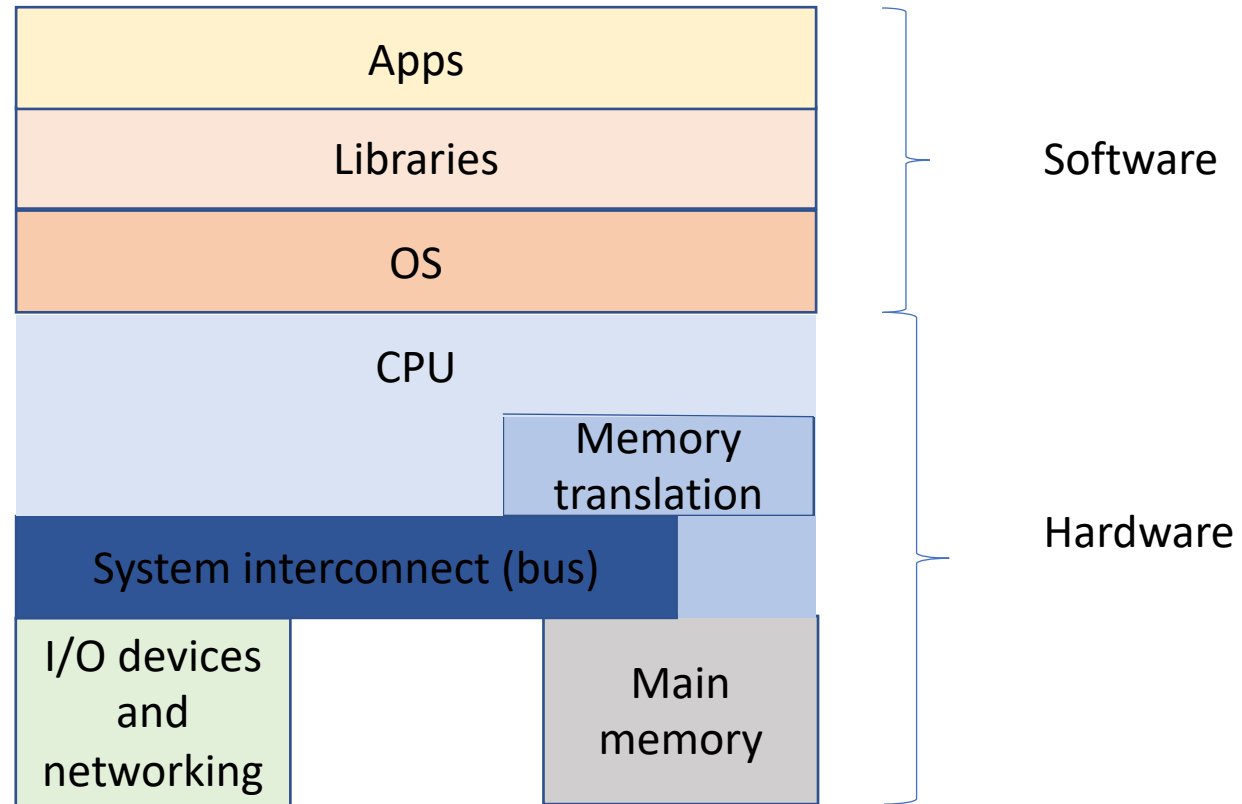 Apps
Libraries
Software
OS
CPU
Memory
translation
Hardware
System interconnect (bus)
I/O devices
and
networking
Main
memory